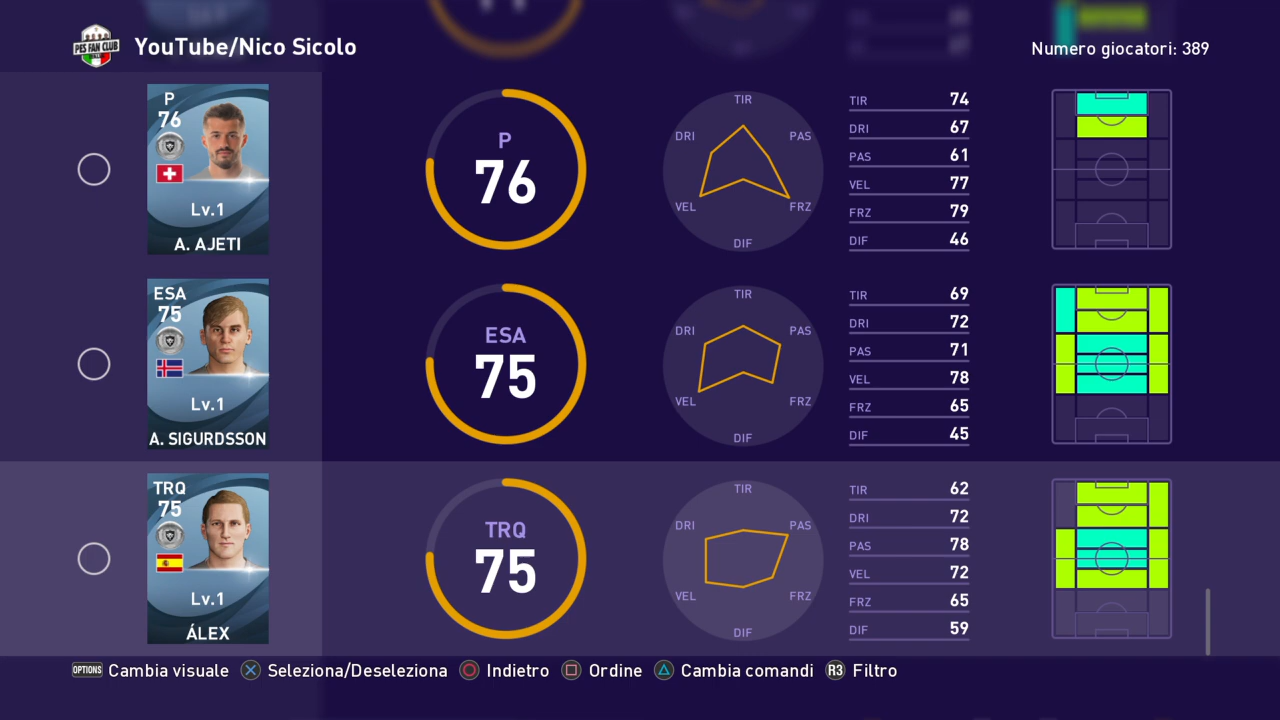 PES FAN CLUB
YouTube/Nico Sicolo
Numero giocatori: 389
P
76
Lv.1
A. AJETI
P
76
TIR
DRI
PAS
VEL
FRZ
DIF
TIR 74
DRI 67
PAS 61
VEL 77
FRZ 79
DIF 46
ESA
75
Lv.1
A. SIGURDSSON
ESA
75
TIR
DRI
PAS
VEL
FRZ
DIF
TIR 69
DRI 72
PAS 71
VEL 78
FRZ 65
DIF 45
TRQ
75
Lv.1
ÁLEX
TRQ
75
TIR
DRI
PAS
VEL
FRZ
DIF
TIR 62
DRI 72
PAS 78
VEL 72
FRZ 65
DIF 59
OPTIONS Cambia visuale Seleziona/Deseleziona Indietro Ordine Cambia comandi R3 Filtro